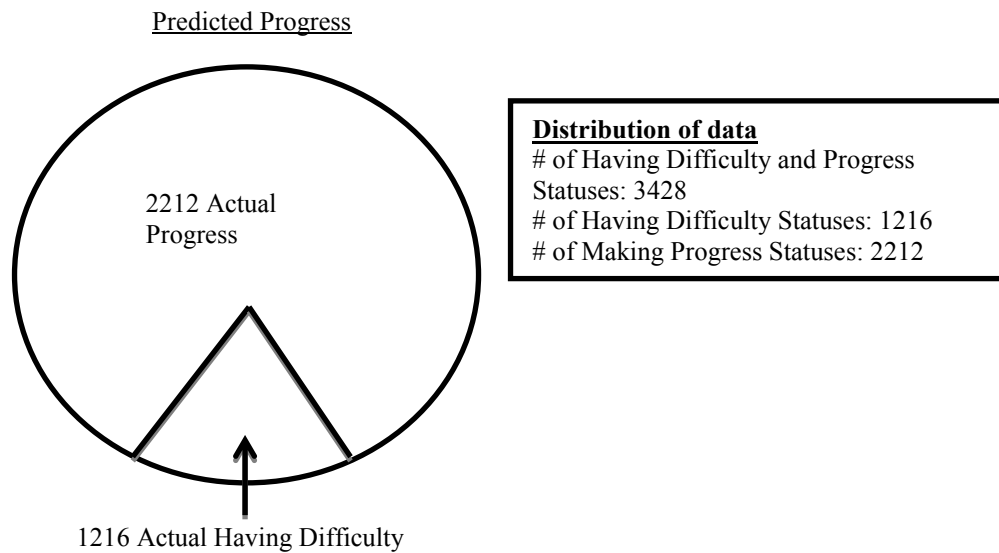 Predicted Progress
2212 Actual
Progress
1216 Actual Having Difficulty
Distribution of data
# of Having Difficulty and Progress
Statuses: 3428
# of Having Difficulty Statuses: 1216
# of Making Progress Statuses: 2212